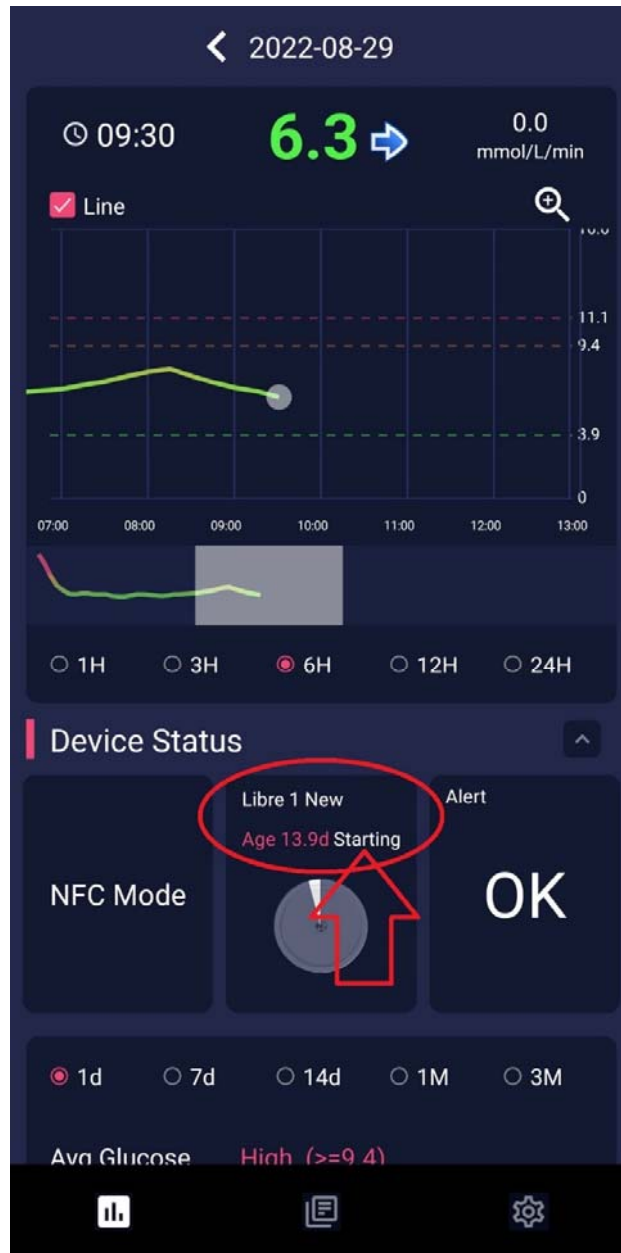 2022-08-29
09:30
6.3
0.0
mmol/L/min
Line
11.1
9.4
3.9
0
07:00 08:00 09:00 10:00 11:00 12:00 13:00
1H 3H 6H 12H 24H
Device Status
NFC Mode
Libre 1 New
Age 13.9d Starting
Alert
OK
1d 7d 14d 1M 3M
Avg Glucose High (>=9.4)